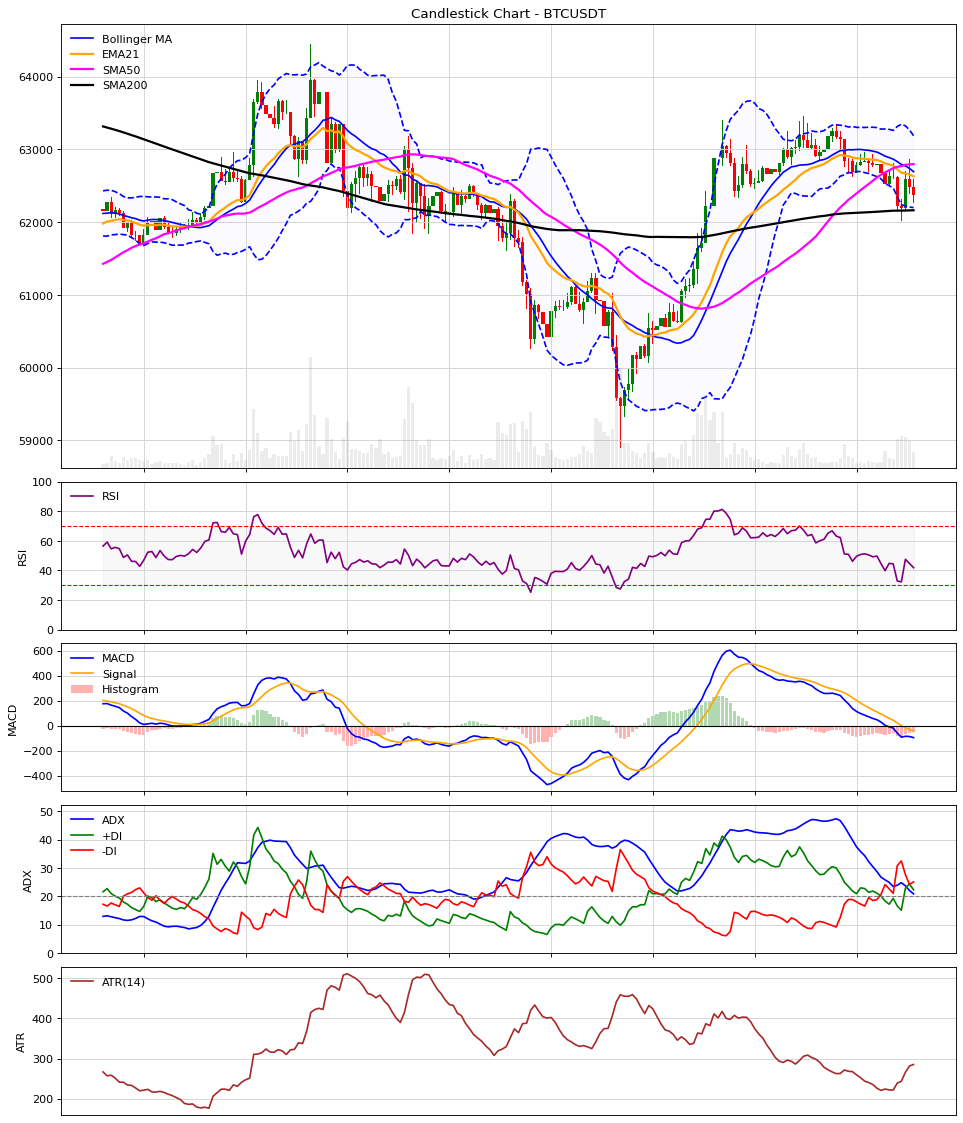 Candlestick Chart - BTCUSDT
Bollinger MA
EMA21
SMA50
SMA200
64000
63000
62000
61000
60000
59000
RSI
RSI
100
80
60
40
20
0
MACD
MACD
Signal
Histogram
600
400
200
0
−200
−400
ADX
ADX
+DI
-DI
50
40
30
20
10
0
ATR
ATR(14)
500
400
300
200